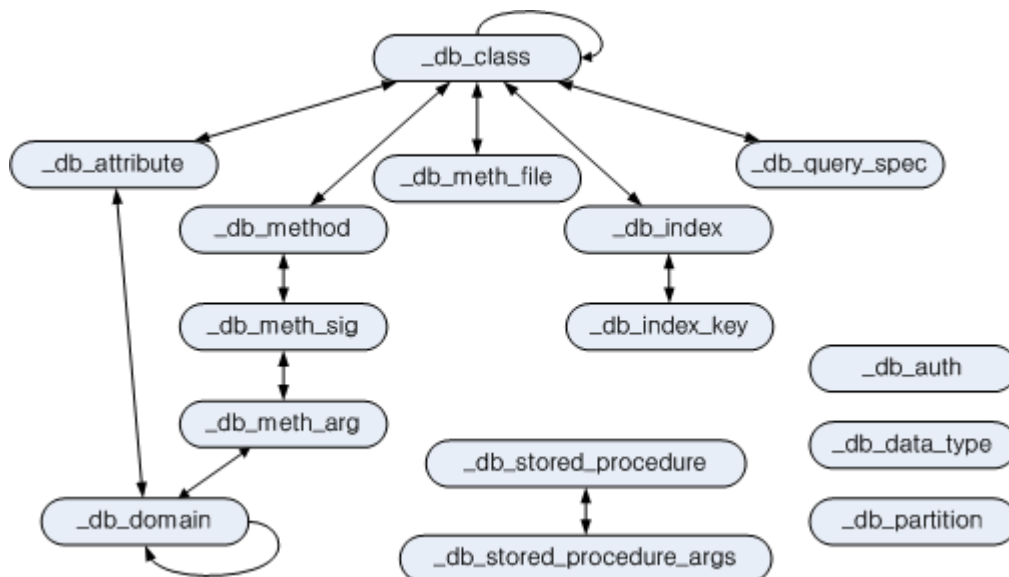 _db_class
_db_attribute
_db_meth_file
_db_query_spec
_db_method
_db_index
_db_meth_sig
_db_index_key
_db_auth
_db_meth_arg
_db_stored_procedure
_db_data_type
_db_domain
_db_partition
_db_stored_procedure_args